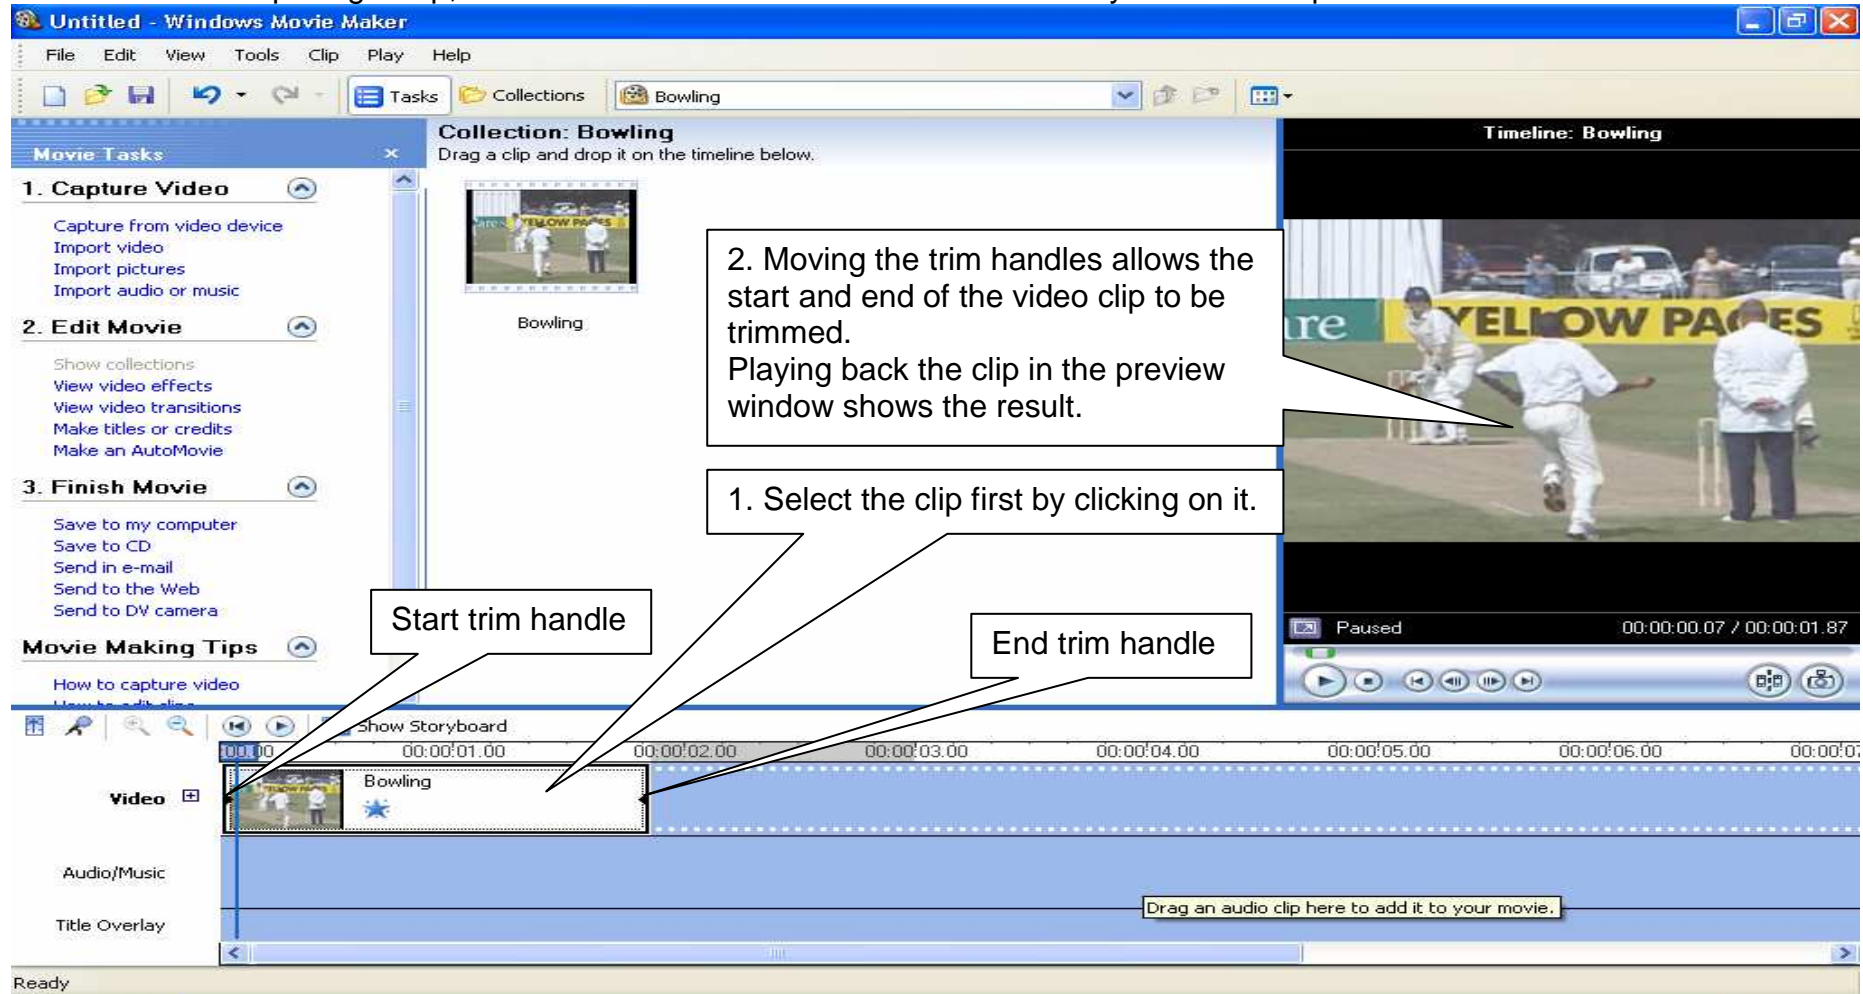 Untitled - Windows Movie Maker
File Edit View Tools Clip Play Help
Tasks Collections Bowling
Movie Tasks
1. Capture Video
Capture from video device
Import video
Import pictures
Import audio or music
2. Edit Movie
Show collections
View video effects
View video transitions
Make titles or credits
Make an AutoMovie
3. Finish Movie
Save to my computer
Save to CD
Send in e-mail
Send to the Web
Send to DV camera
Movie Making Tips
How to capture video
Collection: Bowling
Drag a clip and drop it on the timeline below.
YELLOW PAGES
Bowling
2. Moving the trim handles allows the
start and end of the video clip to be
trimmed.
Playing back the clip in the preview
window shows the result.
1. Select the clip first by clicking on it.
Start trim handle
End trim handle
Timeline: Bowling
YELLOW PAGES
Paused 00:00:00.07 / 00:00:01.87
Show Storyboard
00:00:01.00 00:00:02.00 00:00:03.00 00:00:04.00 00:00:05.00 00:00:06.00
Video
Bowling
Audio/Music
Drag an audio clip here to add it to your movie.
Title Overlay
Ready